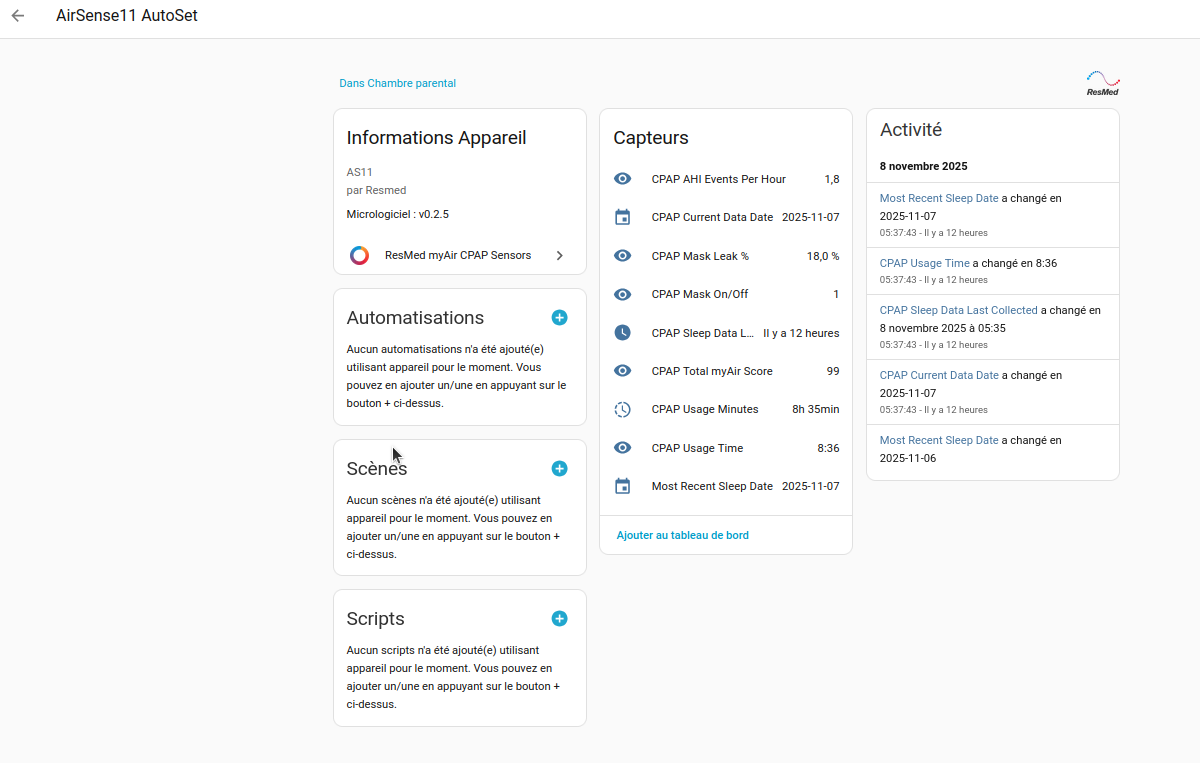 AirSense11 AutoSet
Dans Chambre parental
ResMed
Informations Appareil
AS11
par Resmed
Micrologiciel : v0.2.5
ResMed myAir CPAP Sensors
Automatisations
Aucun automatisations n'a été ajouté(e)
utilisant appareil pour le moment. Vous
pouvez en ajouter un/une en appuyant sur le
bouton + ci-dessus.
Scènes
Aucun scènes n'a été ajouté(e) utilisant
appareil pour le moment. Vous pouvez en
ajouter un/une en appuyant sur le bouton +
ci-dessus.
Scripts
Aucun scripts n'a été ajouté(e) utilisant
appareil pour le moment. Vous pouvez en
ajouter un/une en appuyant sur le bouton +
ci-dessus.
Capteurs
CPAP AHI Events Per Hour 1,8
CPAP Current Data Date 2025-11-07
CPAP Mask Leak % 18,0 %
CPAP Mask On/Off 1
CPAP Sleep Data L... Il y a 12 heures
CPAP Total myAir Score 99
CPAP Usage Minutes 8h 35min
CPAP Usage Time 8:36
Most Recent Sleep Date 2025-11-07
Ajouter au tableau de bord
Activité
8 novembre 2025
Most Recent Sleep Date a changé en
2025-11-07
05:37:43 - Il y a 12 heures
CPAP Usage Time a changé en 8:36
05:37:43 - Il y a 12 heures
CPAP Sleep Data Last Collected a changé en
8 novembre 2025 à 05:35
05:37:43 - Il y a 12 heures
CPAP Current Data Date a changé en
2025-11-07
05:37:43 - Il y a 12 heures
Most Recent Sleep Date a changé en
2025-11-06